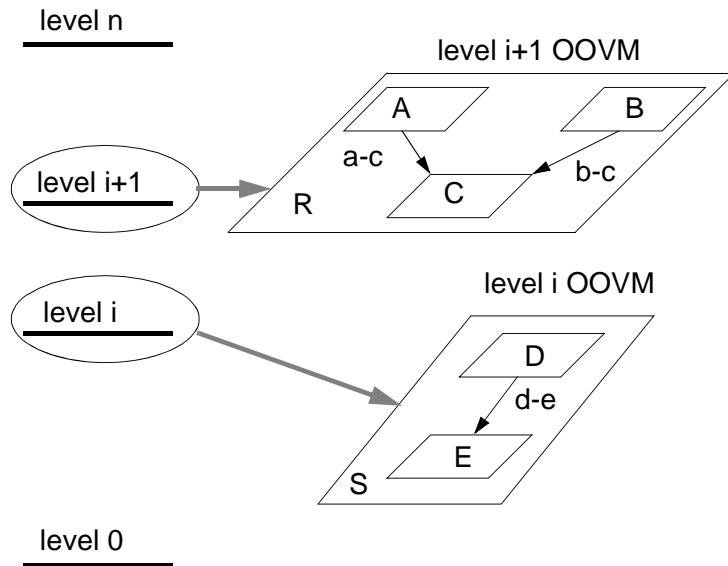 level n
level i+1 OOVM
A
B
a-c
b-c
level i+1
C
R
level i OOVM
level i
D
d-e
E
S
level 0